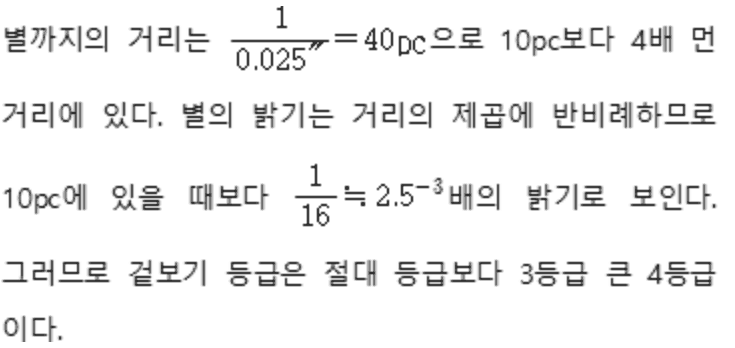 별까지의 거리는 1/0.025″=40pc으로 10pc보다 4배 먼
거리에 있다. 별의 밝기는 거리의 제곱에 반비례하므로
10pc에 있을 때보다 1/16≒2.5⁻³배의 밝기로 보인다.
그러므로 겉보기 등급은 절대 등급보다 3등급 큰 4등급
이다.